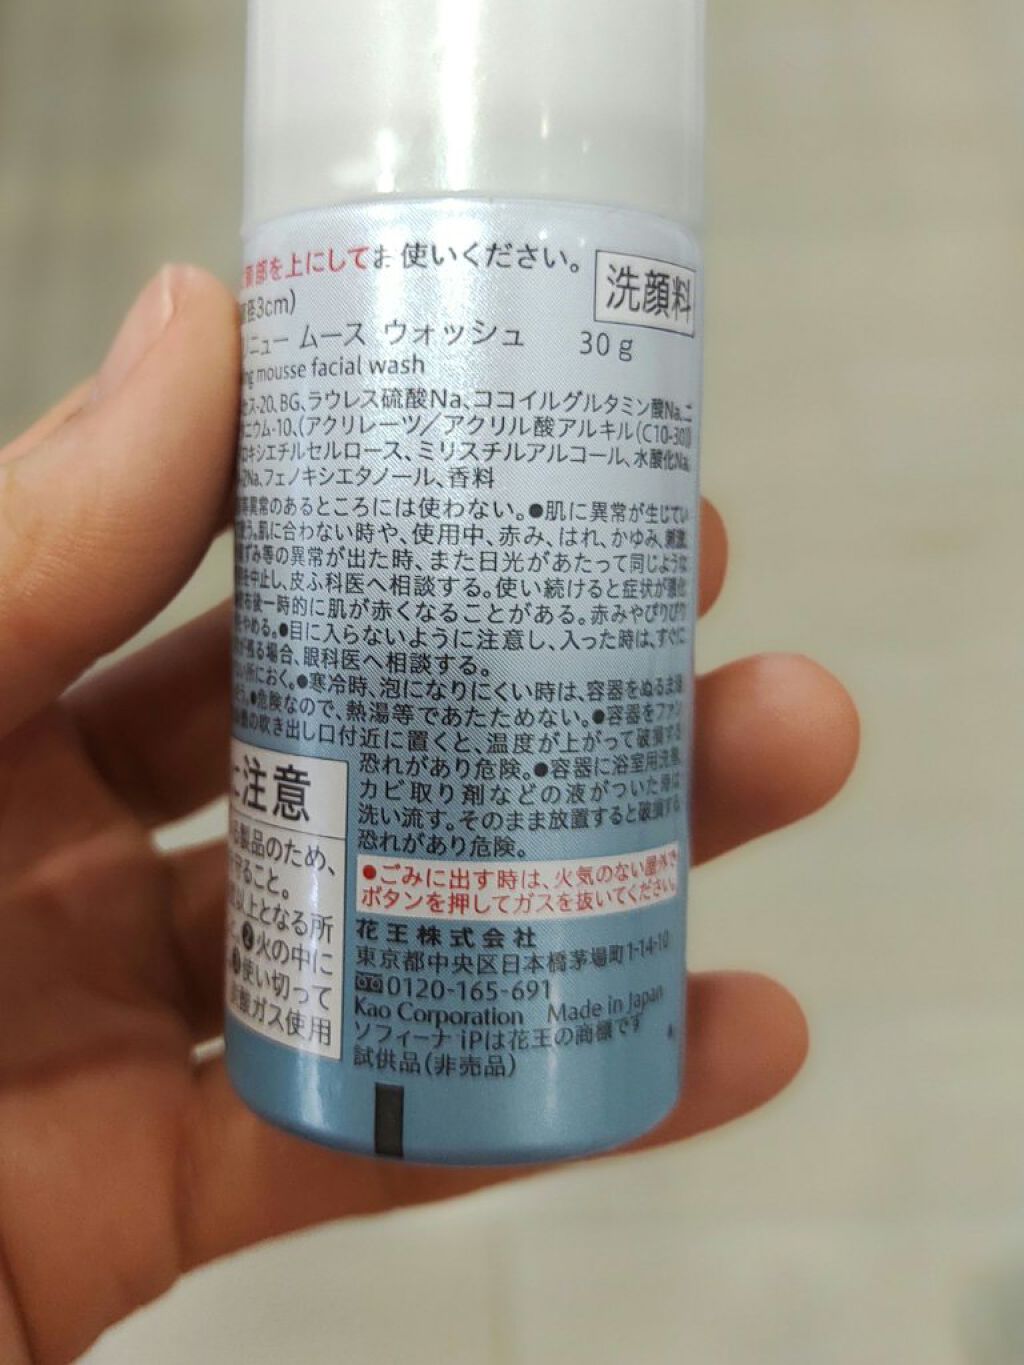 部を上にしてお使いください。
洗顔料
径3cm)
ニュー ムース ウォッシュ 30g
mousse facial wash
セス-20、BG、ラウレス硫酸Na、ココイルグルタミン酸Na、
ニウム-10、(アクリレーツ/アクリル酸アルキル(C10-30))
ロキシエチルセルロース、ミリスチルアルコール、水酸化Na、
-2Na、フェノキシエタノール、香料
等異常のあるところには使わない。●肌に異常が生じてい
使う。肌に合わない時や、使用中、赤み、はれ、かゆみ、刺激、
ずみ等の異常が出た時、また日光があたって同じような
を中止し、皮ふ科医へ相談する。使い続けると症状が悪化
後一時的に肌が赤くなることがある。赤みやぴりぴり
をやめる。●目に入らないように注意し、入った時は、すぐに
が残る場合、眼科医へ相談する。
い所におく。●寒冷時、泡になりにくい時は、容器をぬるま湯
●危険なので、熱湯等であたためない。●容器をファン
の吹き出し口付近に置くと、温度が上がって破損する
恐れがあり危険。●容器に浴室用洗剤、
カビ取り剤などの液がついた時は
洗い流す。そのまま放置すると破損する
恐れがあり危険。
注意
製品のため、
守ること。
以上となる所
❷火の中に
❸使い切って
ガス使用
●ごみに出す時は、火気のない屋外で
ボタンを押してガスを抜いてください。
花王株式会社
東京都中央区日本橋茅場町1-14-10
0120-165-691
Kao Corporation Made in Japan
ソフィーナ iPは花王の商標です
試供品(非売品)